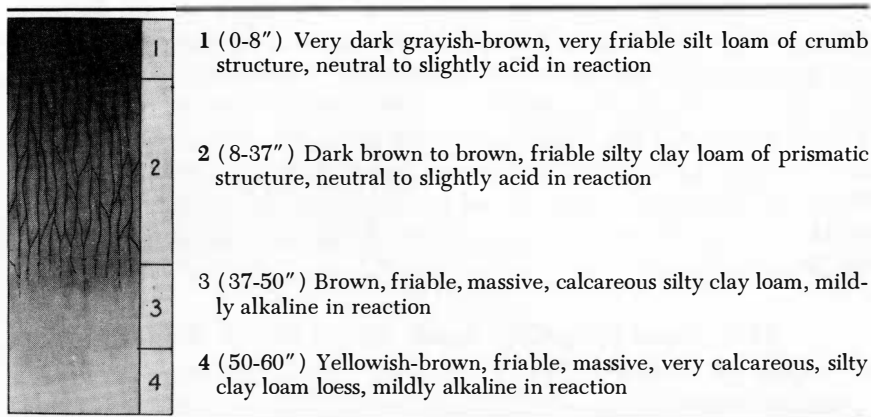 1
2
3
4
1 (0-8″) Very dark grayish-brown, very friable silt loam of crumb
structure, neutral to slightly acid in reaction
2 (8-37″) Dark brown to brown, friable silty clay loam of prismatic
structure, neutral to slightly acid in reaction
3 (37-50″) Brown, friable, massive, calcareous silty clay loam, mild-
ly alkaline in reaction
4 (50-60″) Yellowish-brown, friable, massive, very calcareous, silty
clay loam loess, mildly alkaline in reaction